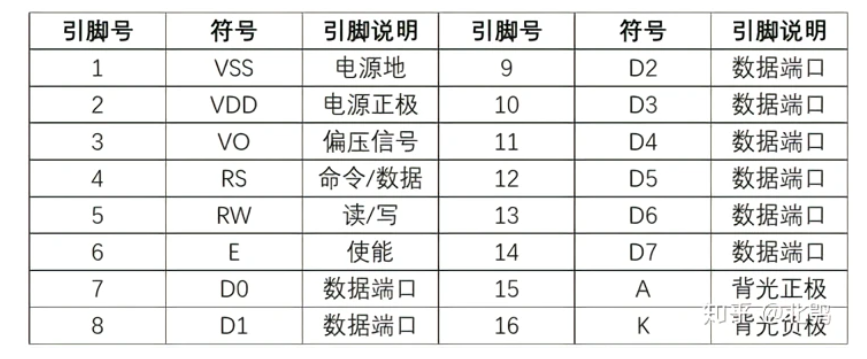 引脚号 符号 引脚说明 引脚号 符号 引脚说明
1 VSS 电源地 9 D2 数据端口
2 VDD 电源正极 10 D3 数据端口
3 VO 偏压信号 11 D4 数据端口
4 RS 命令/数据 12 D5 数据端口
5 RW 读/写 13 D6 数据端口
6 E 使能 14 D7 数据端口
7 D0 数据端口 15 A 背光正极
8 D1 数据端口 16 K 背光负极
知乎 @北鹗